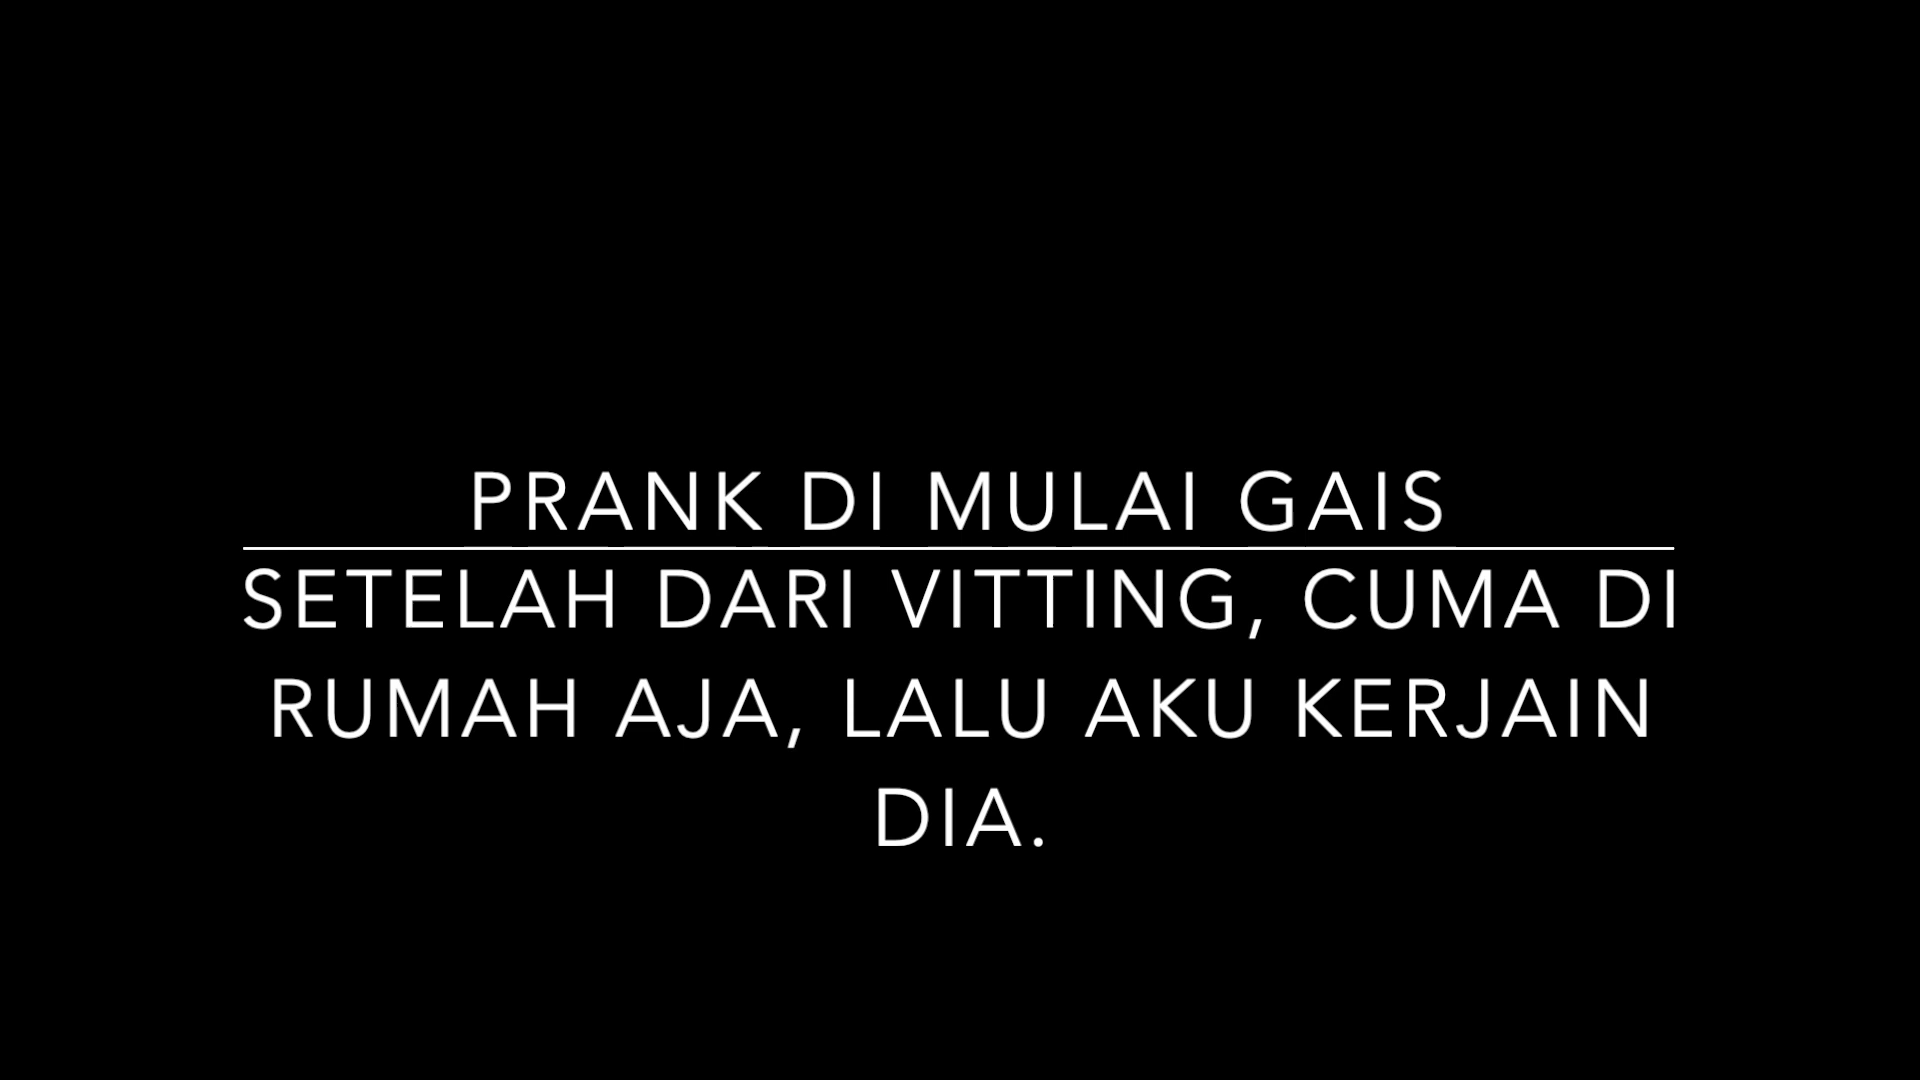 PRANK DI MULAI GAIS
SETELAH DARI VITTING, CUMA DI
RUMAH AJA, LALU AKU KERJAIN
DIA.